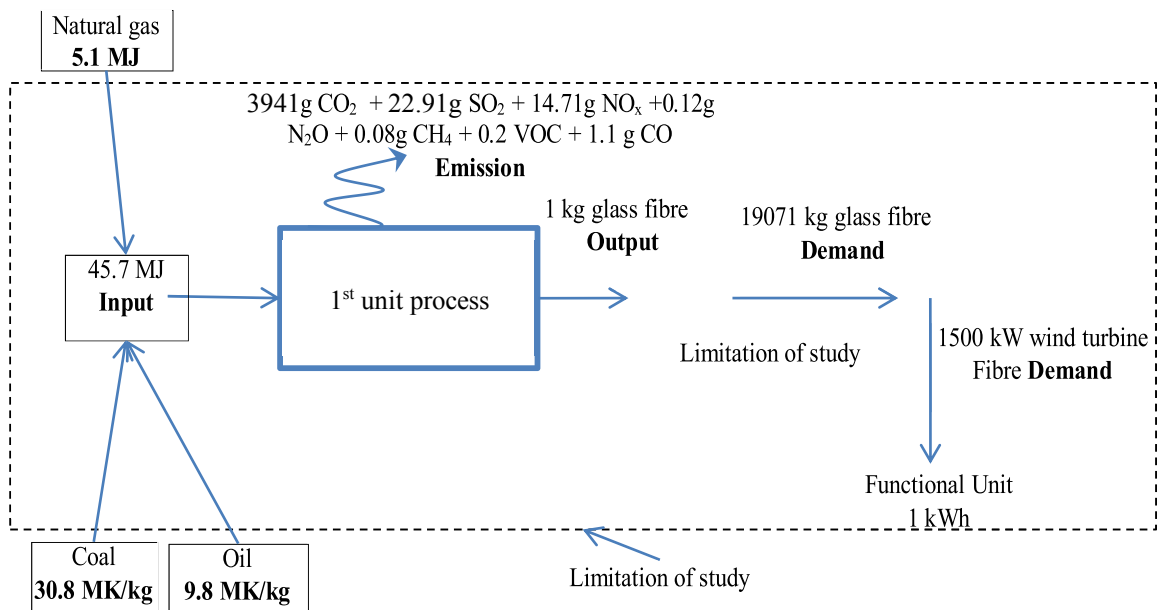 Natural gas
5.1 MJ
3941g CO₂ + 22.91g SO₂ + 14.71g NOₓ +0.12g
N₂O + 0.08g CH₄ + 0.2 VOC + 1.1 g CO
Emission
1 kg glass fibre
Output
19071 kg glass fibre
Demand
45.7 MJ
Input
1ˢᵗ unit process
Limitation of study
1500 kW wind turbine
Fibre Demand
Functional Unit
1 kWh
Coal
30.8 MK/kg
Oil
9.8 MK/kg
Limitation of study